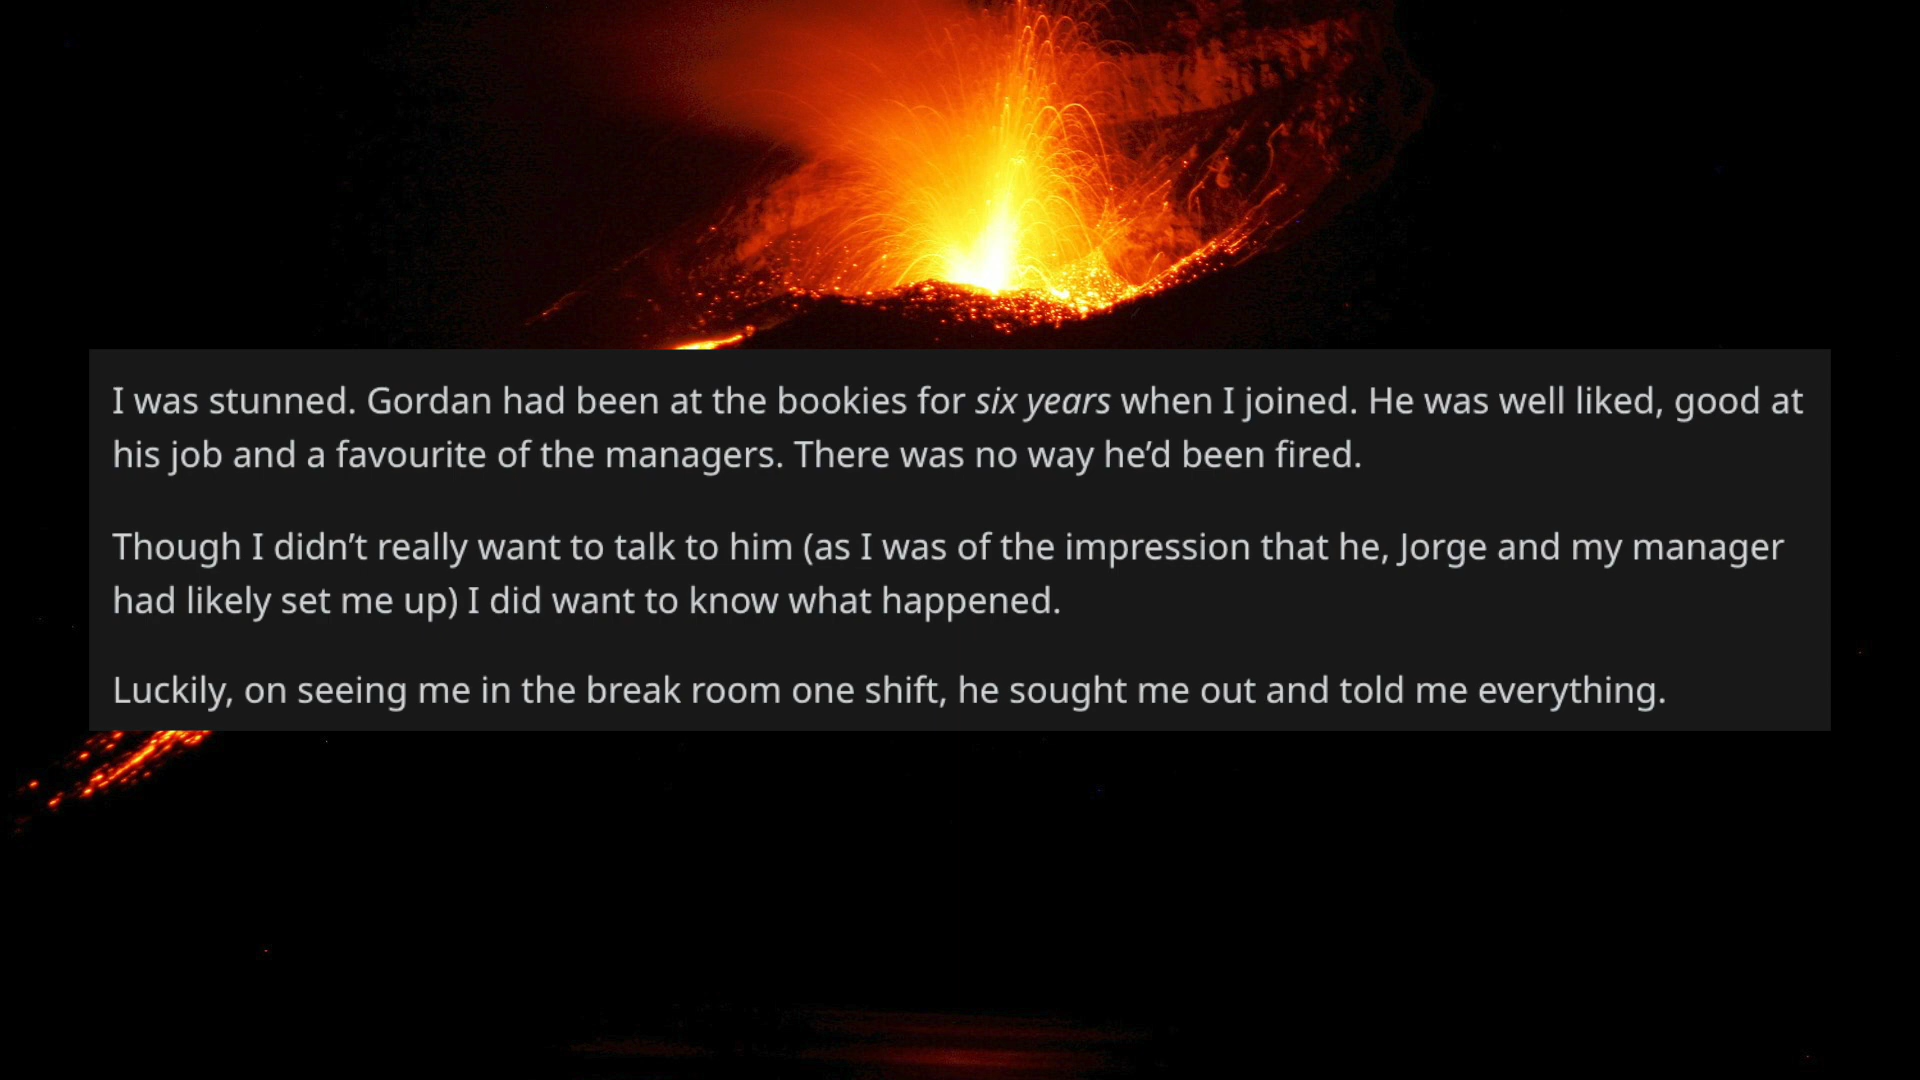 I was stunned. Gordan had been at the bookies for six years when I joined. He was well liked, good at
his job and a favourite of the managers. There was no way he’d been fired.
Though I didn’t really want to talk to him (as I was of the impression that he, Jorge and my manager
had likely set me up) I did want to know what happened.
Luckily, on seeing me in the break room one shift, he sought me out and told me everything.